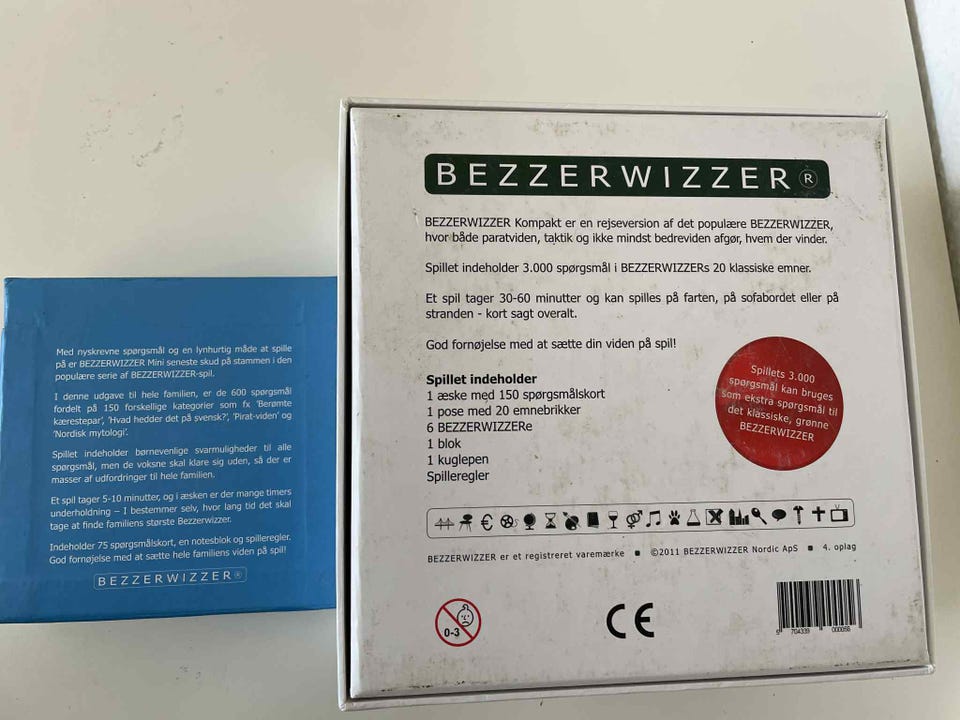 Med nyskrevne spørgsmål og en lynhurtig måde at spille
på er BEZZERWIZZER Mini seneste skud på stammen i den
populære serie af BEZZERWIZZER-spil.
I denne udgave til hele familien, er de 600 spørgsmål
fordelt på 150 forskellige kategorier som fx 'Berømte
kærestepar', 'Hvad hedder det på svensk?', 'Pirat-viden' og
'Nordisk mytologi'.
Spillet indeholder børnevenlige svarmuligheder til alle
spørgsmål, men de voksne skal klare sig uden, så der er
masser af udfordringer til hele familien.
Et spil tager 5-10 minutter, og i æsken er der mange timers
underholdning – I bestemmer selv, hvor lang tid det skal
tage at finde familiens største Bezzerwizzer.
Indeholder 75 spørgsmålskort, en notesblok og spilleregler.
God fornøjelse med at sætte hele familiens viden på spil!
BEZZERWIZZER®
BEZZERWIZZER®
BEZZERWIZZER Kompakt er en rejseversion af det populære BEZZERWIZZER,
hvor både paratviden, taktik og ikke mindst bedreviden afgør, hvem der vinder.
Spillet indeholder 3.000 spørgsmål i BEZZERWIZZERs 20 klassiske emner.
Et spil tager 30-60 minutter og kan spilles på farten, på sofabordet eller på
stranden - kort sagt overalt.
God fornøjelse med at sætte din viden på spil!
Spillet indeholder
1 æske med 150 spørgsmålskort
1 pose med 20 emnebrikker
6 BEZZERWIZZERe
1 blok
1 kuglepen
Spilleregler
Spillets 3.000
spørgsmål kan bruges
som ekstra spørgsmål til
det klassiske, grønne
BEZZERWIZZER
BEZZERWIZZER er et registreret varemærke ■ ©2011 BEZZERWIZZER Nordic ApS ■ 4. oplag
0-3
CE
5 704339 000066